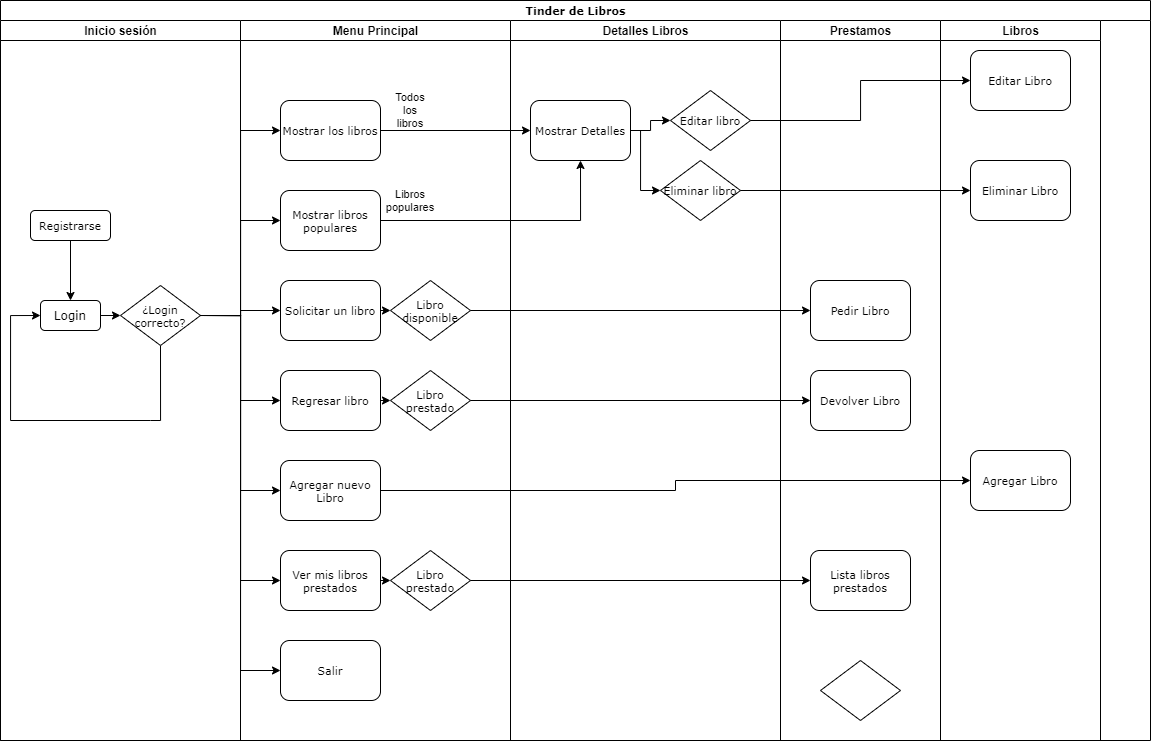 Tinder de Libros
Inicio sesión
Menu Principal
Detalles Libros
Prestamos
Libros
Registrarse
Login
¿Login
correcto?
Mostrar los libros
Todos
los
libros
Mostrar Detalles
Editar libro
Editar Libro
Eliminar libro
Eliminar Libro
Mostrar libros
populares
Libros
populares
Solicitar un libro
Libro
disponible
Pedir Libro
Regresar libro
Libro
prestado
Devolver Libro
Agregar nuevo
Libro
Agregar Libro
Ver mis libros
prestados
Libro
prestado
Lista libros
prestados
Salir